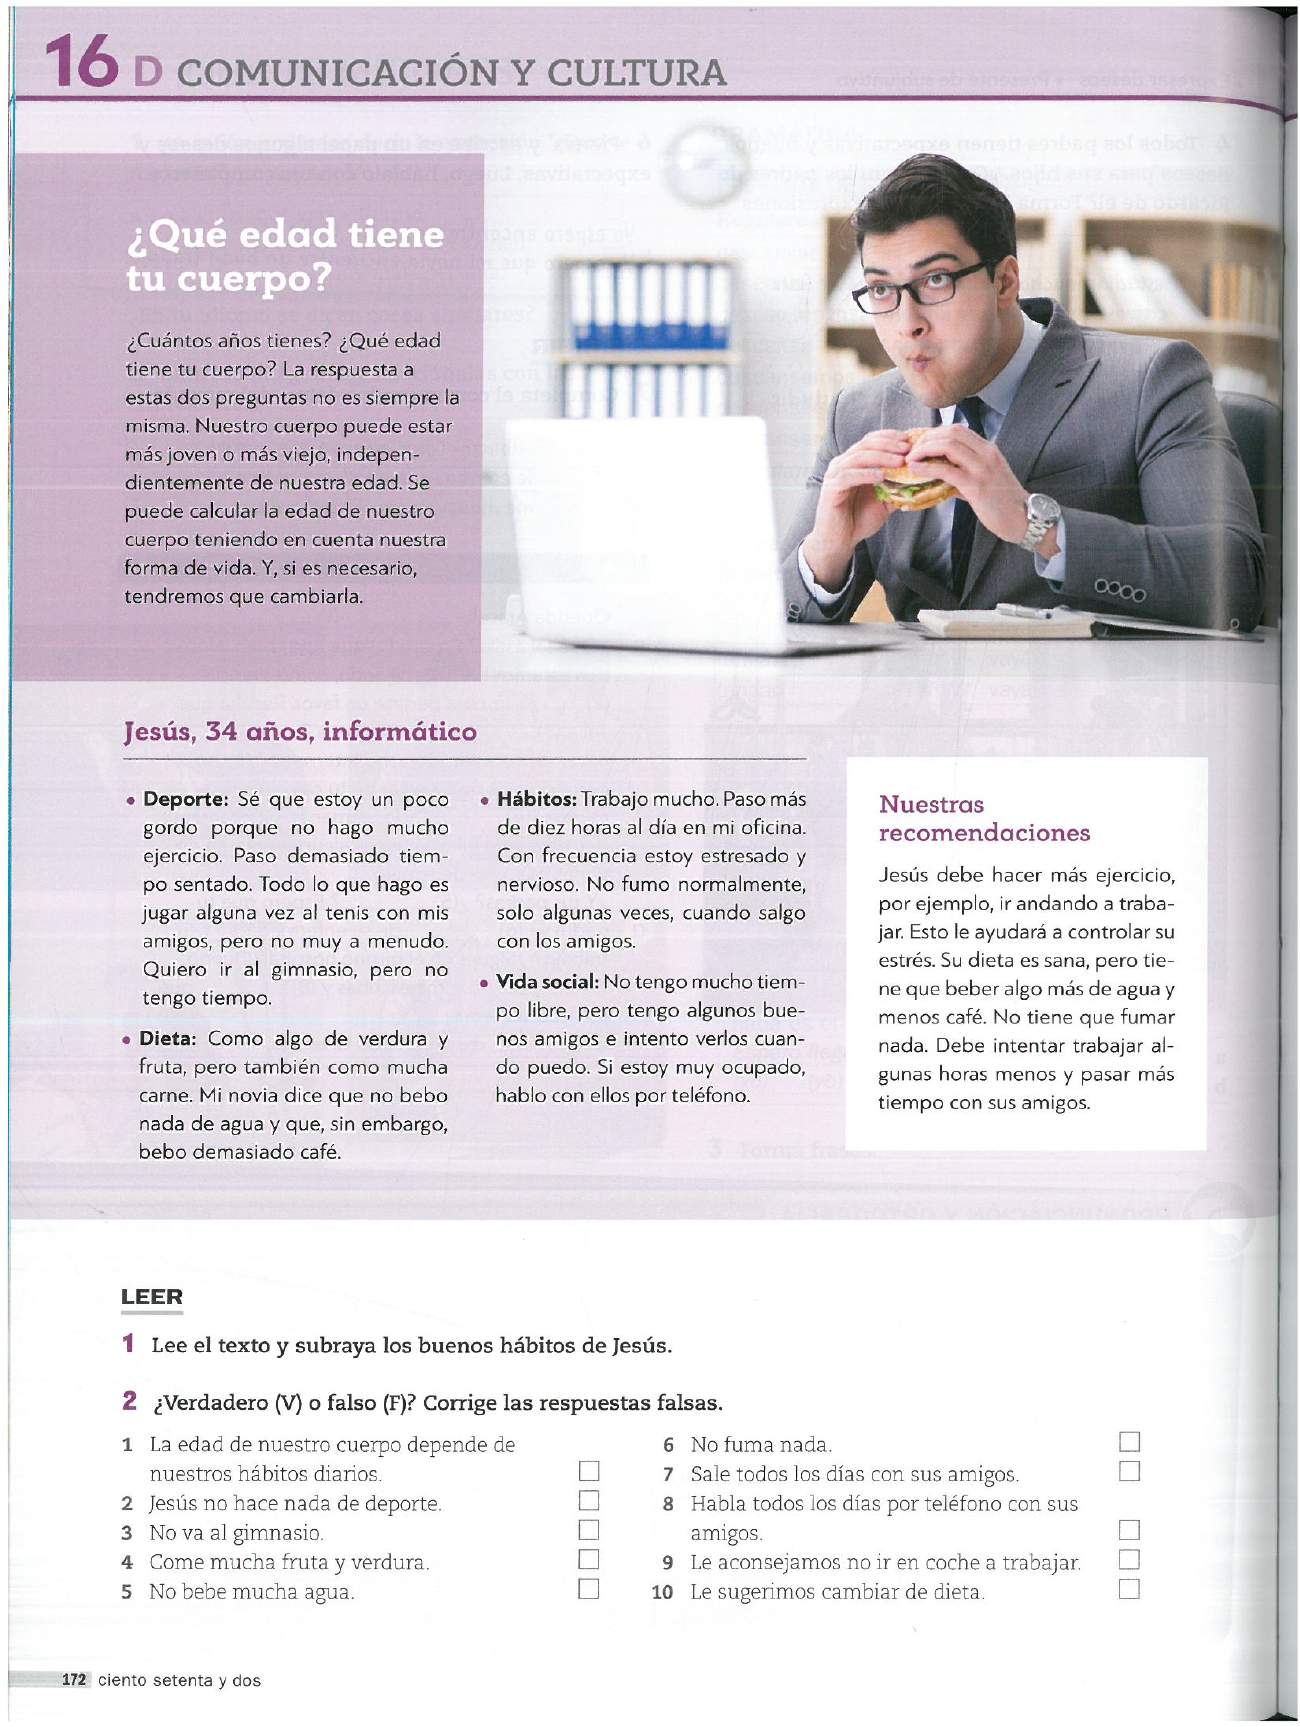 16 D COMUNICACIÓN Y CULTURA
¿Qué edad tiene
tu cuerpo?
¿Cuántos años tienes? ¿Qué edad
tiene tu cuerpo? La respuesta a
estas dos preguntas no es siempre la
misma. Nuestro cuerpo puede estar
más joven o más viejo, indepen-
dientemente de nuestra edad. Se
puede calcular la edad de nuestro
cuerpo teniendo en cuenta nuestra
forma de vida. Y, si es necesario,
tendremos que cambiarla.
Jesús, 34 años, informático
• Deporte: Sé que estoy un poco
gordo porque no hago mucho
ejercicio. Paso demasiado tiem-
po sentado. Todo lo que hago es
jugar alguna vez al tenis con mis
amigos, pero no muy a menudo.
Quiero ir al gimnasio, pero no
tengo tiempo.
• Dieta: Como algo de verdura y
fruta, pero también como mucha
carne. Mi novia dice que no bebo
nada de agua y que, sin embargo,
bebo demasiado café.
• Hábitos: Trabajo mucho. Paso más
de diez horas al día en mi oficina.
Con frecuencia estoy estresado y
nervioso. No fumo normalmente,
solo algunas veces, cuando salgo
con los amigos.
• Vida social: No tengo mucho tiem-
po libre, pero tengo algunos bue-
nos amigos e intento verlos cuan-
do puedo. Si estoy muy ocupado,
hablo con ellos por teléfono.
Nuestras
recomendaciones
Jesús debe hacer más ejercicio,
por ejemplo, ir andando a traba-
jar. Esto le ayudará a controlar su
estrés. Su dieta es sana, pero tie-
ne que beber algo más de agua y
menos café. No tiene que fumar
nada. Debe intentar trabajar al-
gunas horas menos y pasar más
tiempo con sus amigos.
LEER
1 Lee el texto y subraya los buenos hábitos de Jesús.
2 ¿Verdadero (V) o falso (F)? Corrige las respuestas falsas.
1 La edad de nuestro cuerpo depende de
nuestros hábitos diarios.
2 Jesús no hace nada de deporte.
3 No va al gimnasio.
4 Come mucha fruta y verdura.
5 No bebe mucha agua.
6 No fuma nada.
7 Sale todos los días con sus amigos.
8 Habla todos los días por teléfono con sus
amigos.
9 Le aconsejamos no ir en coche a trabajar.
10 Le sugerimos cambiar de dieta.
172 ciento setenta y dos